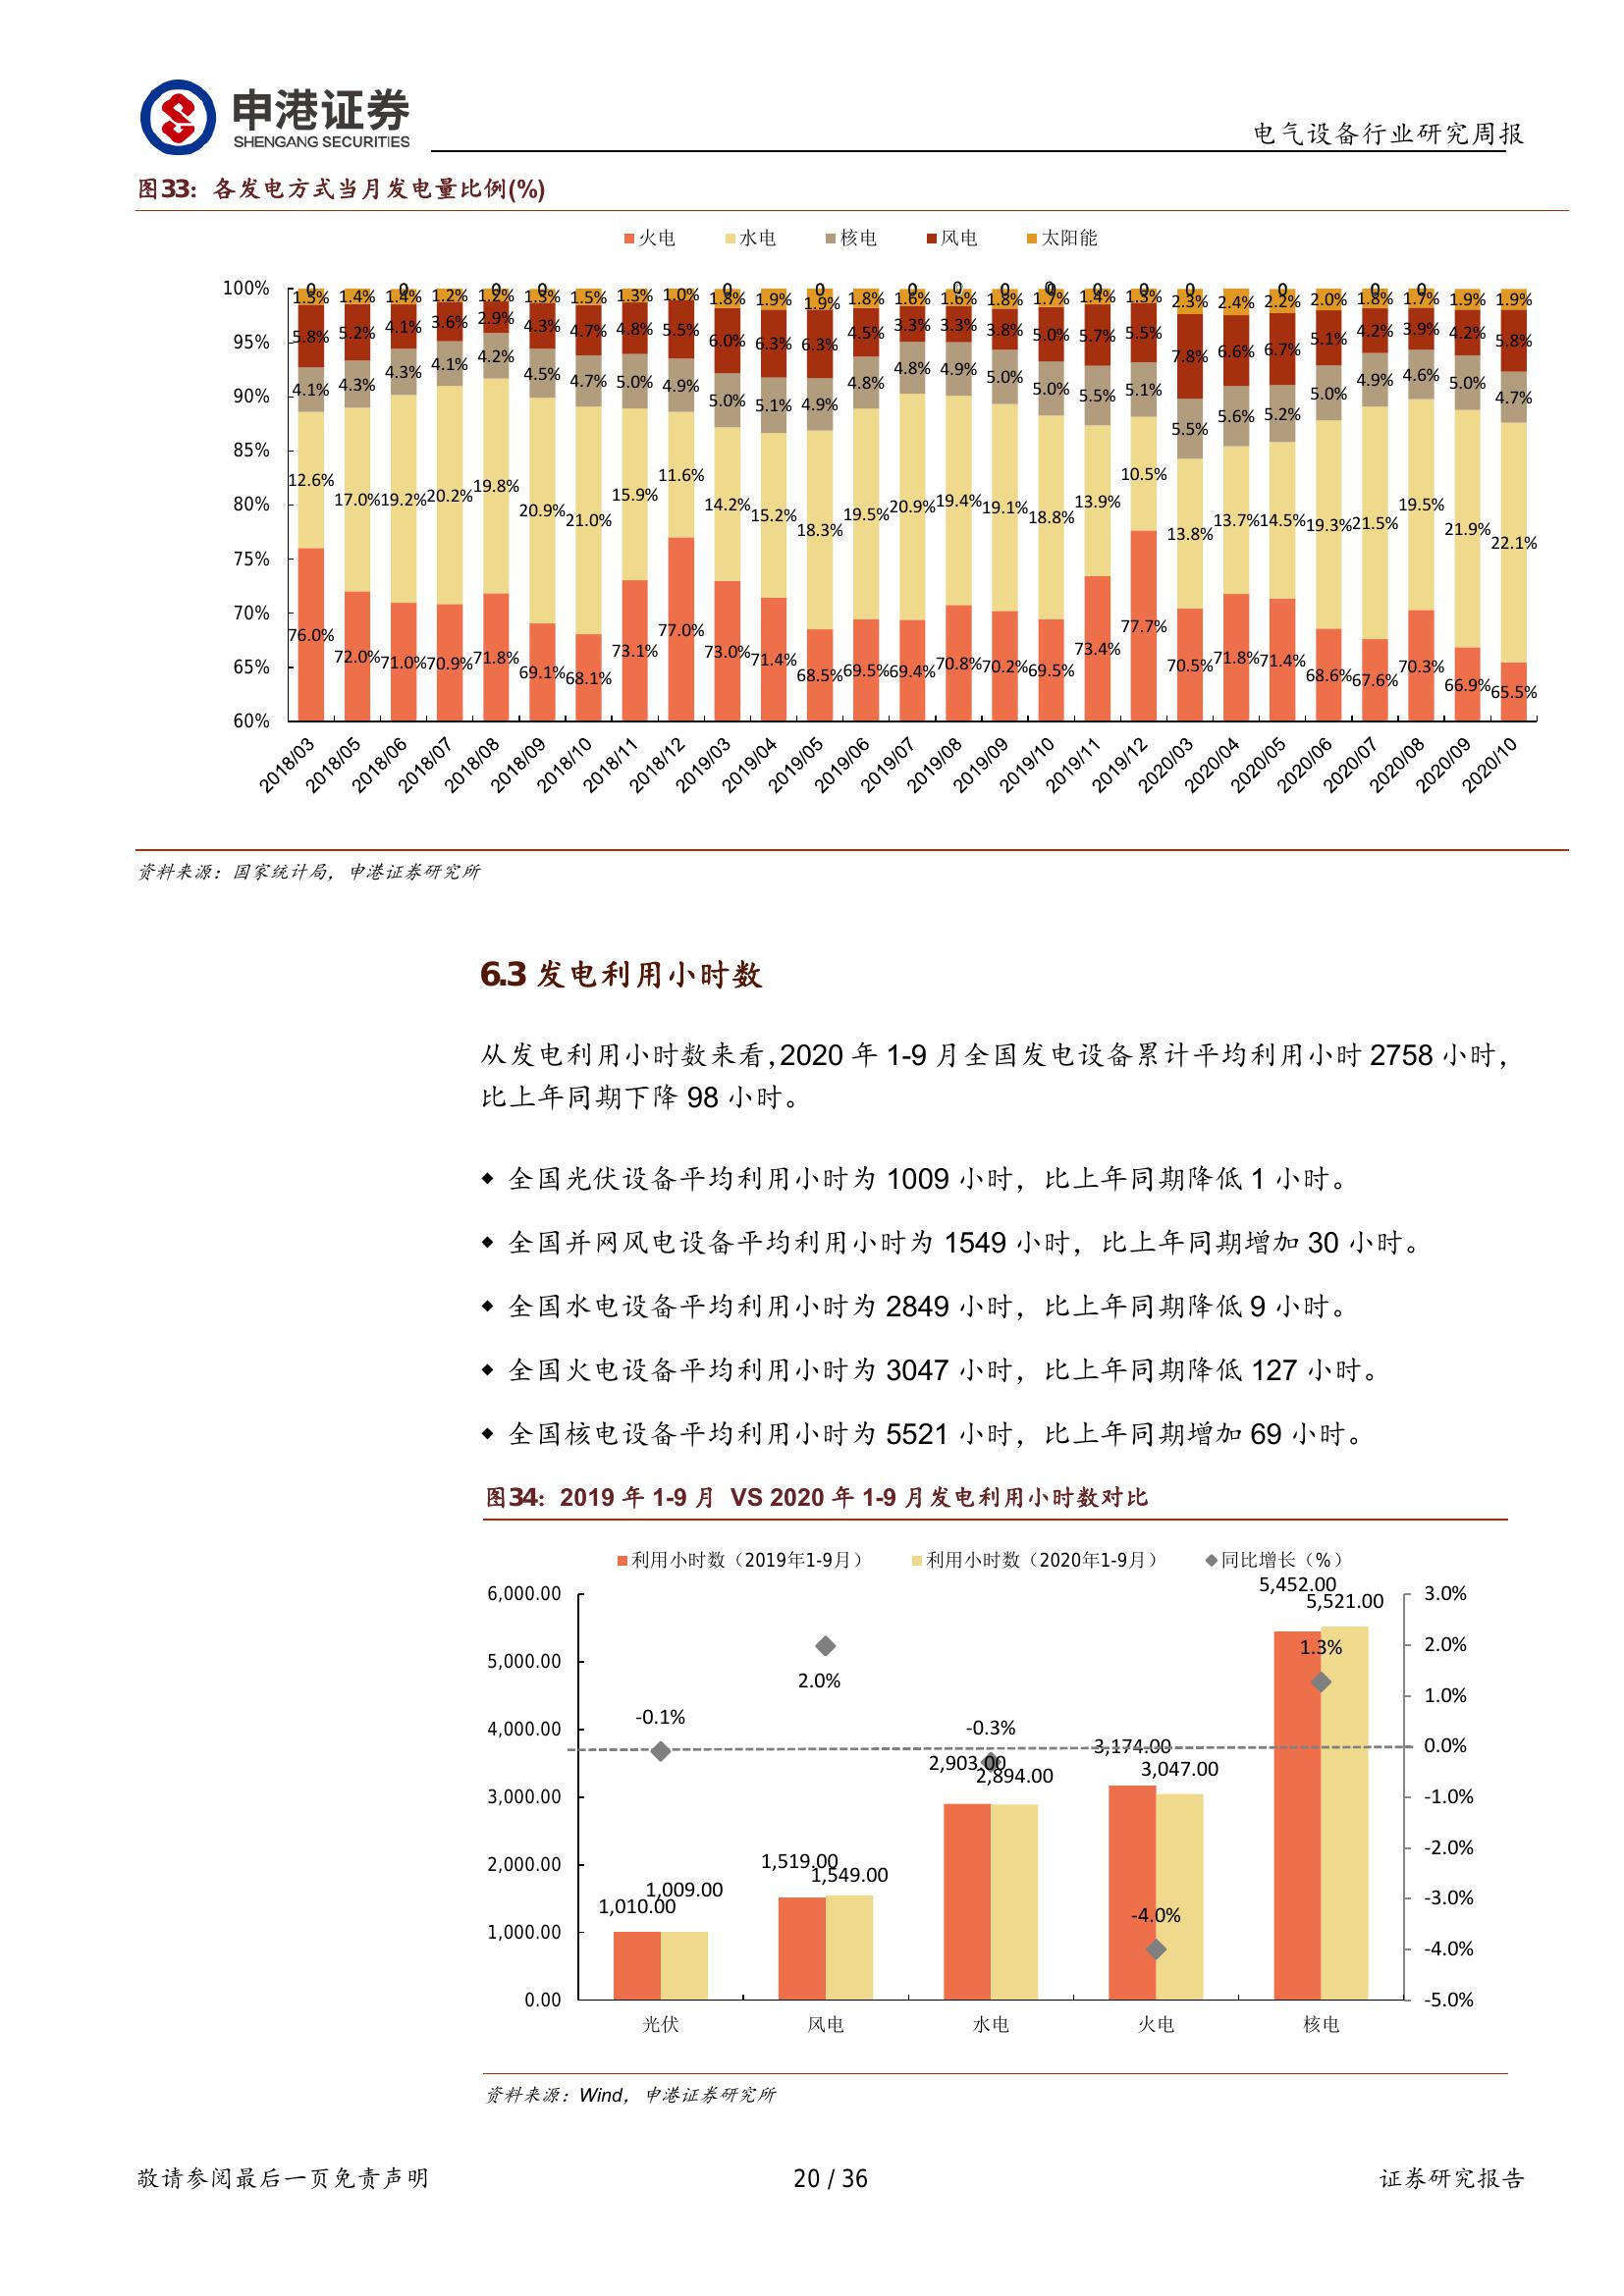 申港证券
SHENGANG SECURITIES
电气设备行业研究周报
图33：各发电方式当月发电量比例(%)
火电 水电 核电 风电 太阳能
100%
95%
90%
85%
80%
75%
70%
65%
60%
0 0 0 0 0 0 0 0 0 0 0 0 0 0 0
1.5% 1.4% 1.4% 1.2% 1.2% 1.3% 1.5% 1.3% 1.0% 1.8% 1.9% 1.9% 1.8% 1.6% 1.6% 1.8% 1.7% 1.4% 1.3% 2.3% 2.4% 2.2% 2.0% 1.8% 1.7% 1.9% 1.9%
5.8% 5.2% 4.1% 3.6% 2.9% 4.3% 4.7% 4.8% 5.5% 6.0% 6.3% 6.3% 4.5% 3.3% 3.3% 3.8% 5.0% 5.7% 5.5% 7.8% 6.6% 6.7% 5.1% 4.2% 3.9% 4.2% 5.8%
4.1% 4.3% 4.3% 4.1% 4.2% 4.5% 4.7% 5.0% 4.9% 5.0% 5.1% 4.9% 4.8% 4.8% 4.9% 5.0% 5.0% 5.5% 5.1% 5.5% 5.6% 5.2% 5.0% 4.9% 4.6% 5.0% 4.7%
12.6% 17.0% 19.2% 20.2% 19.8% 20.9% 21.0% 15.9% 11.6% 14.2% 15.2% 18.3% 19.5% 20.9% 19.4% 19.1% 18.8% 13.9% 10.5% 13.8% 13.7% 14.5% 19.3% 21.5% 19.5% 21.9% 22.1%
76.0% 72.0% 71.0% 70.9% 71.8% 69.1% 68.1% 73.1% 77.0% 73.0% 71.4% 68.5% 69.5% 69.4% 70.8% 70.2% 69.5% 73.4% 77.7% 70.5% 71.8% 71.4% 68.6% 67.6% 70.3% 66.9% 65.5%
2018/03 2018/05 2018/06 2018/07 2018/08 2018/09 2018/10 2018/11 2018/12 2019/03 2019/04 2019/05 2019/06 2019/07 2019/08 2019/09 2019/10 2019/11 2019/12 2020/03 2020/04 2020/05 2020/06 2020/07 2020/08 2020/09 2020/10
资料来源：国家统计局，申港证券研究所
6.3 发电利用小时数
从发电利用小时数来看，2020 年 1-9 月全国发电设备累计平均利用小时 2758 小时，
比上年同期下降 98 小时。
◆ 全国光伏设备平均利用小时为 1009 小时，比上年同期降低 1 小时。
◆ 全国并网风电设备平均利用小时为 1549 小时，比上年同期增加 30 小时。
◆ 全国水电设备平均利用小时为 2849 小时，比上年同期降低 9 小时。
◆ 全国火电设备平均利用小时为 3047 小时，比上年同期降低 127 小时。
◆ 全国核电设备平均利用小时为 5521 小时，比上年同期增加 69 小时。
图34：2019 年 1-9 月 VS 2020 年 1-9 月发电利用小时数对比
利用小时数（2019年1-9月） 利用小时数（2020年1-9月） 同比增长（%）
6,000.00
5,000.00
4,000.00
3,000.00
2,000.00
1,000.00
0.00
1,010.00 1,009.00 1,519.00 1,549.00 2,903.00 2,894.00 3,174.00 3,047.00 5,452.00 5,521.00
-0.1% 2.0% -0.3% -4.0% 1.3%
3.0%
2.0%
1.0%
0.0%
-1.0%
-2.0%
-3.0%
-4.0%
-5.0%
光伏 风电 水电 火电 核电
资料来源：Wind，申港证券研究所
敬请参阅最后一页免责声明
20 / 36
证券研究报告